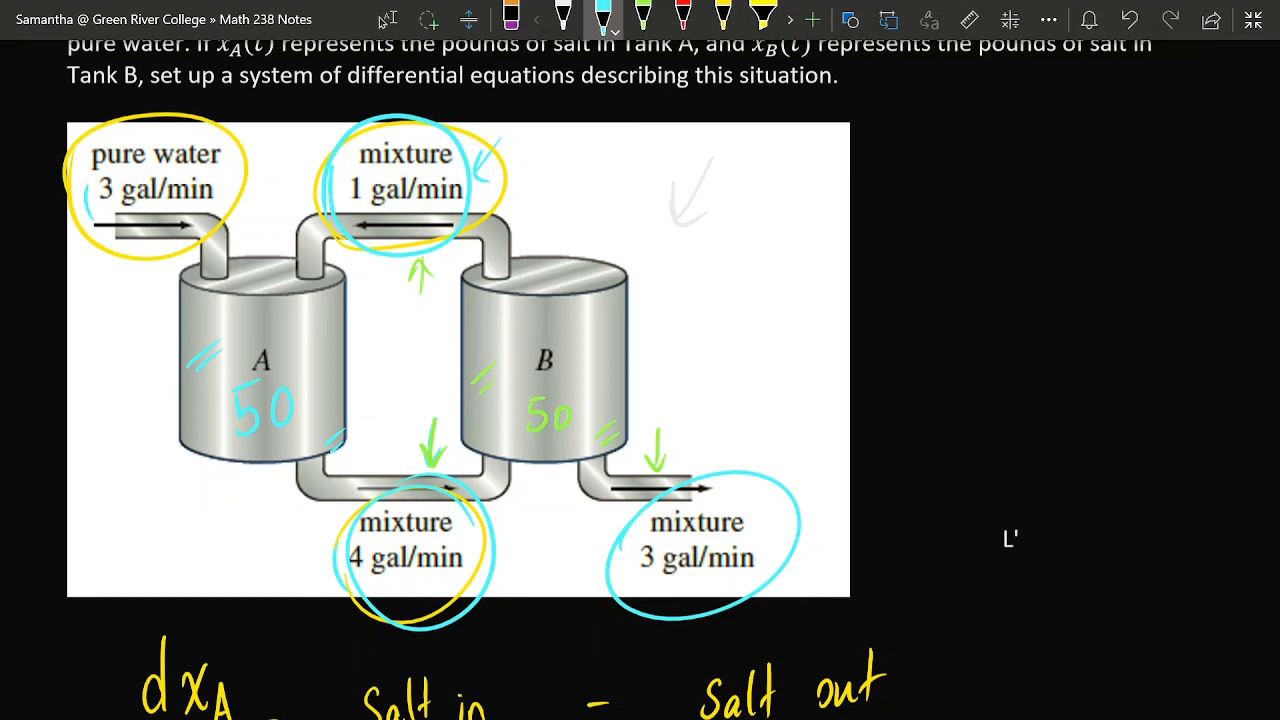 Samantha @ Green River College » Math 238 Notes
pure water. If x_A(t) represents the pounds of salt in Tank A, and x_B(t) represents the pounds of salt in
Tank B, set up a system of differential equations describing this situation.
pure water
3 gal/min
mixture
1 gal/min
A
50
B
50
mixture
4 gal/min
mixture
3 gal/min
L'
dx_A
Salt in - Salt out